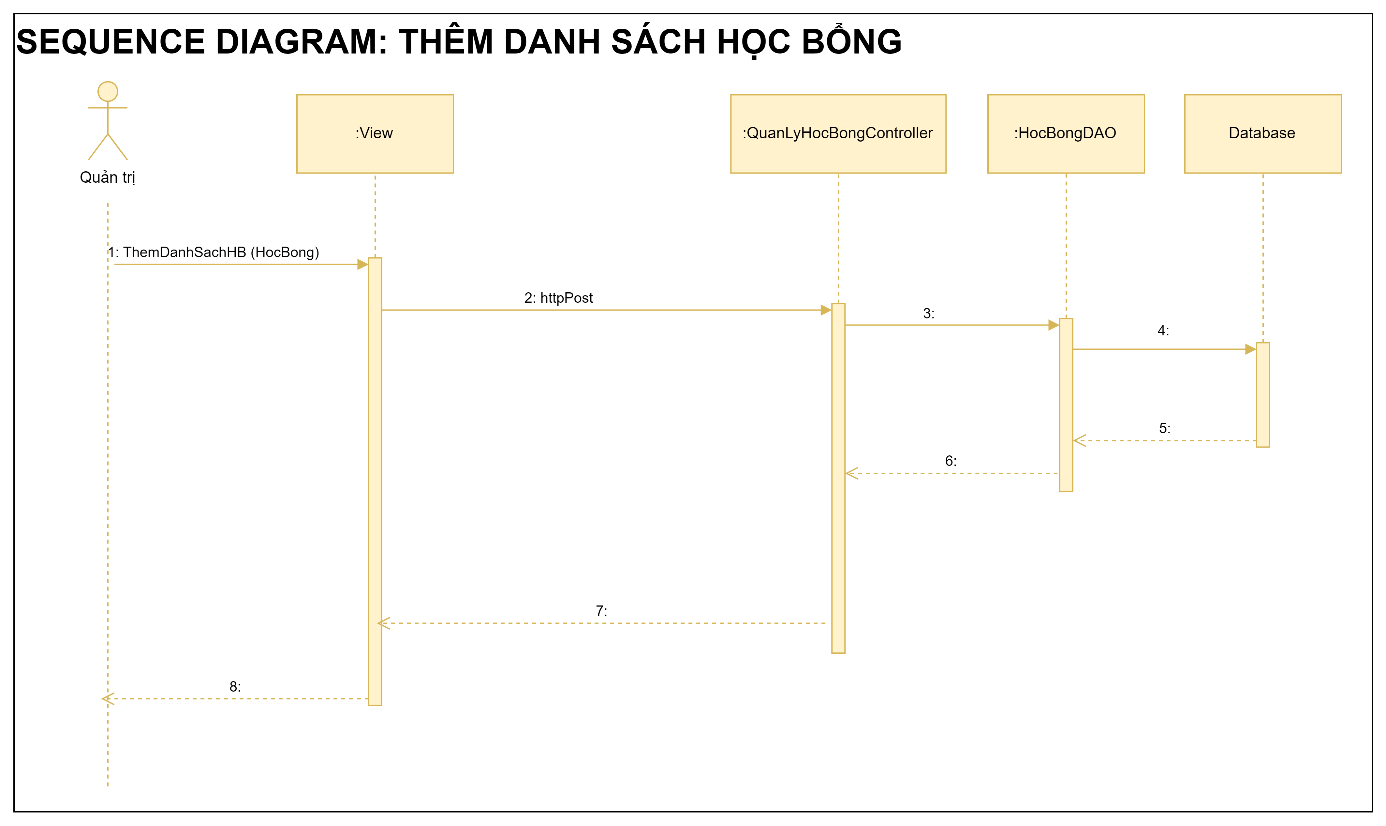 SEQUENCE DIAGRAM: THÊM DANH SÁCH HỌC BỔNG
:View
:QuanLyHocBongController
:HocBongDAO
Database
Quản trị
1: ThemDanhSachHB (HocBong)
2: httpPost
3:
4:
5:
6:
7:
8: